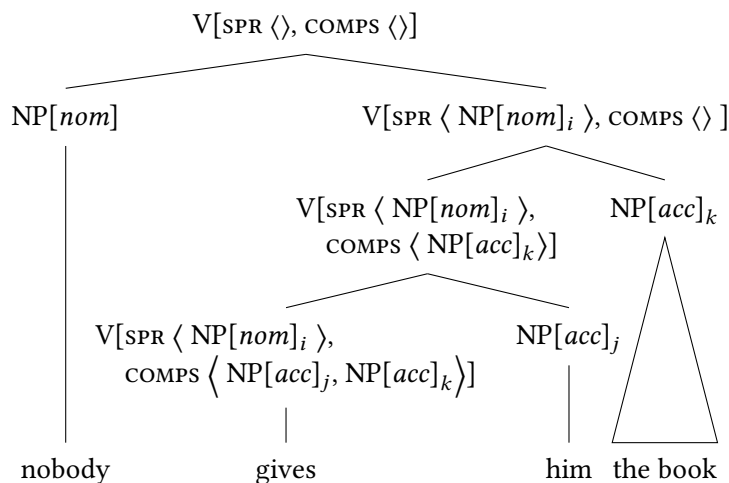 V[SPR ⟨⟩, COMPS ⟨⟩]
NP[nom] V[SPR ⟨ NP[nom]i ⟩, COMPS ⟨⟩ ]
V[SPR ⟨ NP[nom]i ⟩, NP[acc]k
COMPS ⟨ NP[acc]k⟩]
V[SPR ⟨ NP[nom]i ⟩, NP[acc]j
COMPS ⟨ NP[acc]j, NP[acc]k⟩]
nobody gives him the book